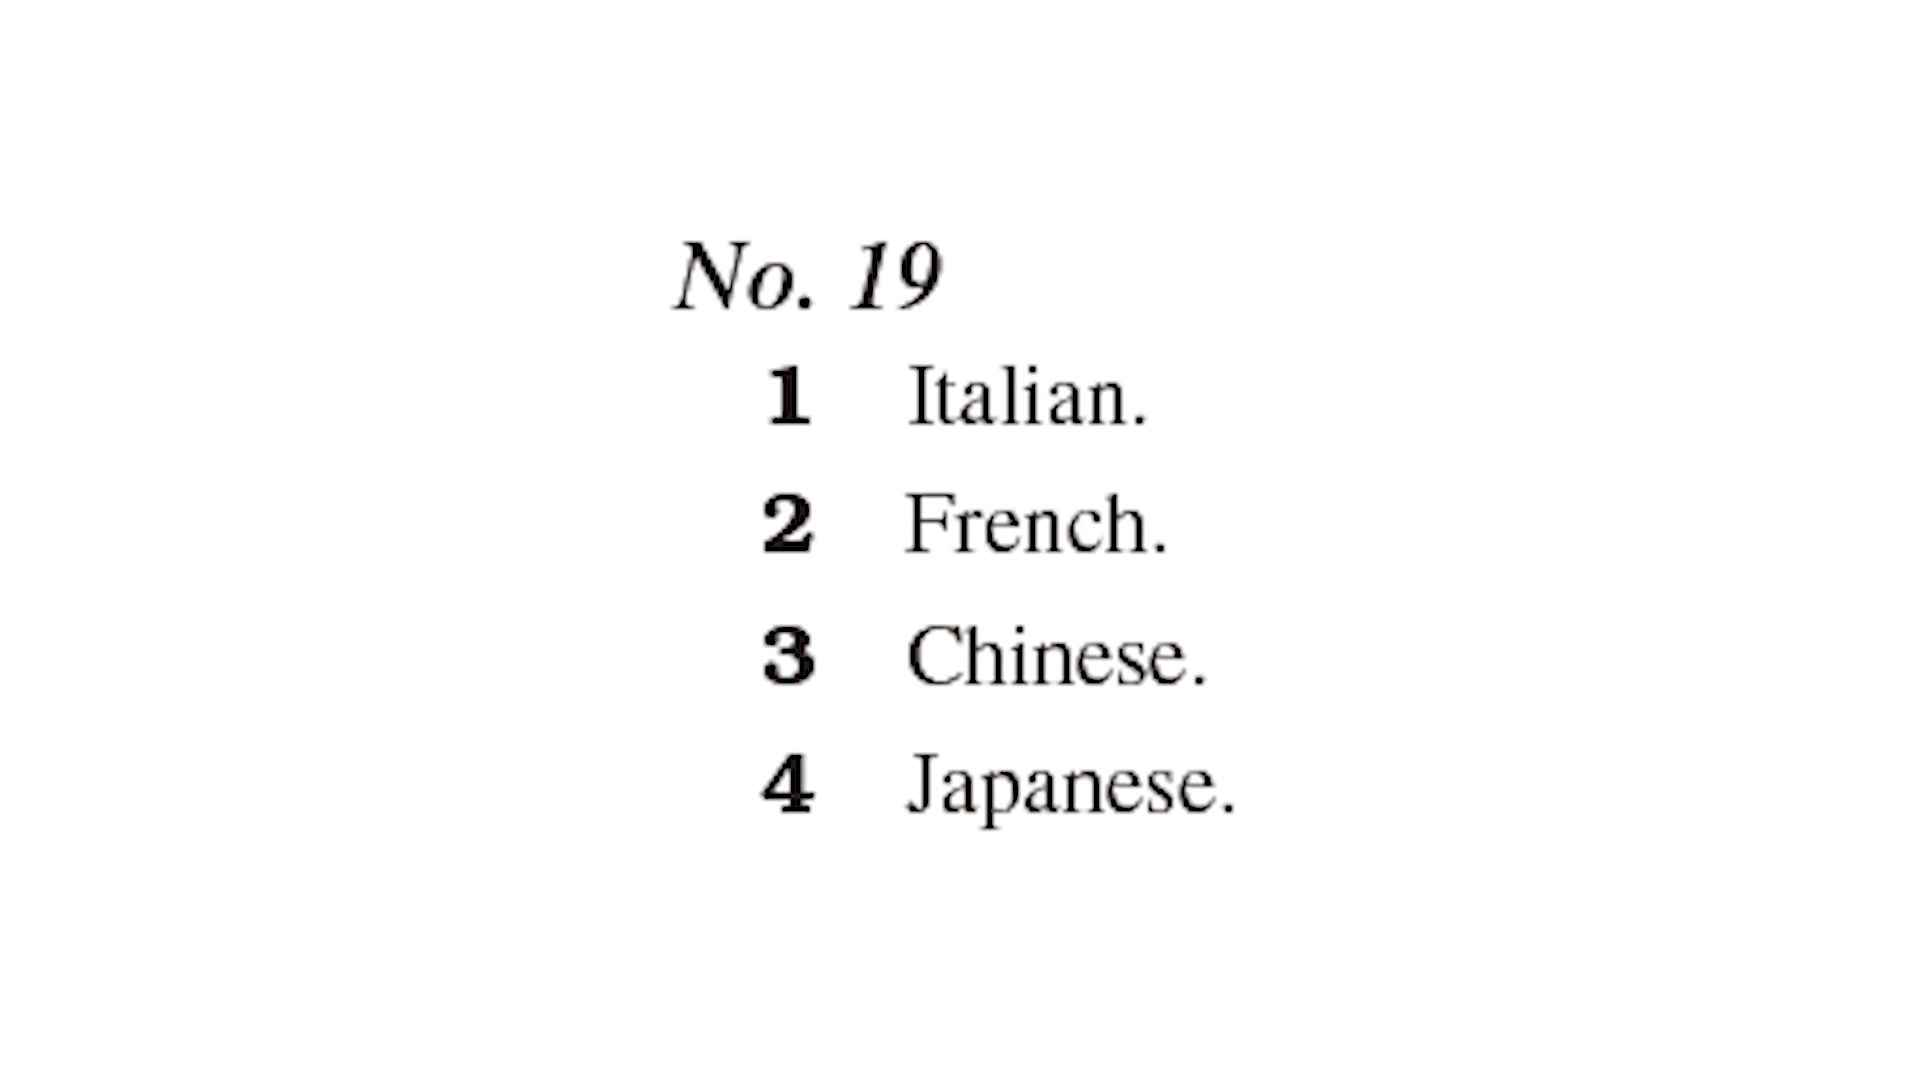 No. 19
1 Italian.
2 French.
3 Chinese.
4 Japanese.